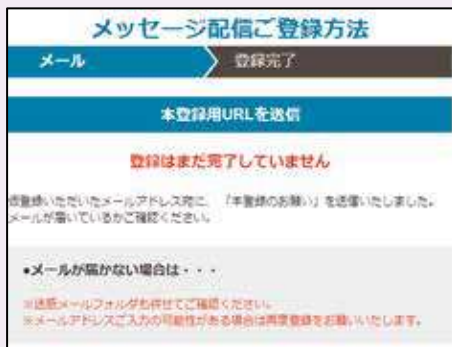 メッセージ配信ご登録方法
メール
登録完了
本登録用URLを送信
登録はまだ完了していません
仮登録いただいたメールアドレス宛に、「本登録のお願い」を送信いたしました。
メールが届いているかご確認ください。
•メールが届かない場合は・・・
※迷惑メールフォルダも併せてご確認ください。
※メールアドレスご入力の可能性がある場合は再度登録をお願いいたします。